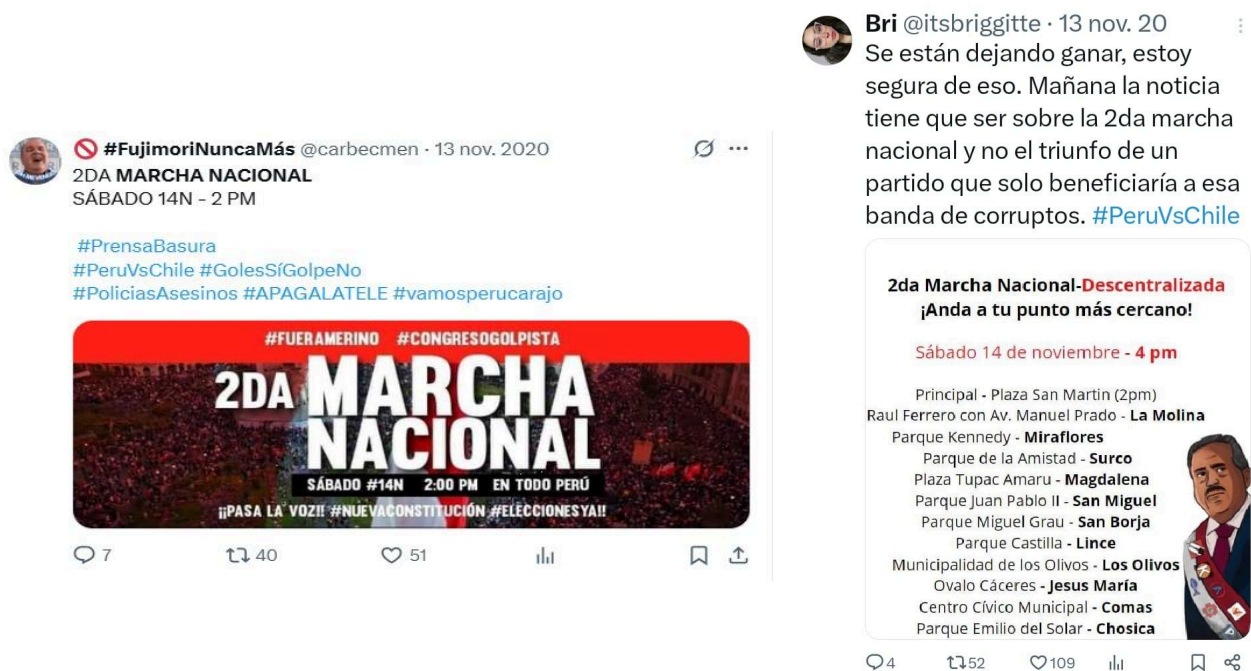 #FujimoriNuncaMás @carbecmen · 13 nov. 2020
2DA MARCHA NACIONAL
SÁBADO 14N - 2 PM
#PrensaBasura
#PeruVsChile #GolesSíGolpeNo
#PoliciasAsesinos #APAGALATELE #vamosperucarajo
#FUERAMERINO #CONGRESOGOLPISTA
2DA MARCHA
NACIONAL
SÁBADO #14N 2:00 PM EN TODO PERÚ
¡¡PASA LA VOZ!! #NUEVACONSTITUCIÓN #ELECCIONESYA!!
7 40 51
Bri @itsbriggitte · 13 nov. 20
Se están dejando ganar, estoy
segura de eso. Mañana la noticia
tiene que ser sobre la 2da marcha
nacional y no el triunfo de un
partido que solo beneficiaría a esa
banda de corruptos. #PeruVsChile
2da Marcha Nacional-Descentralizada
¡Anda a tu punto más cercano!
Sábado 14 de noviembre - 4 pm
Principal - Plaza San Martin (2pm)
Raul Ferrero con Av. Manuel Prado - La Molina
Parque Kennedy - Miraflores
Parque de la Amistad - Surco
Plaza Tupac Amaru - Magdalena
Parque Juan Pablo II - San Miguel
Parque Miguel Grau - San Borja
Parque Castilla - Lince
Municipalidad de los Olivos - Los Olivos
Ovalo Cáceres - Jesus María
Centro Cívico Municipal - Comas
Parque Emilio del Solar - Chosica
4 52 109